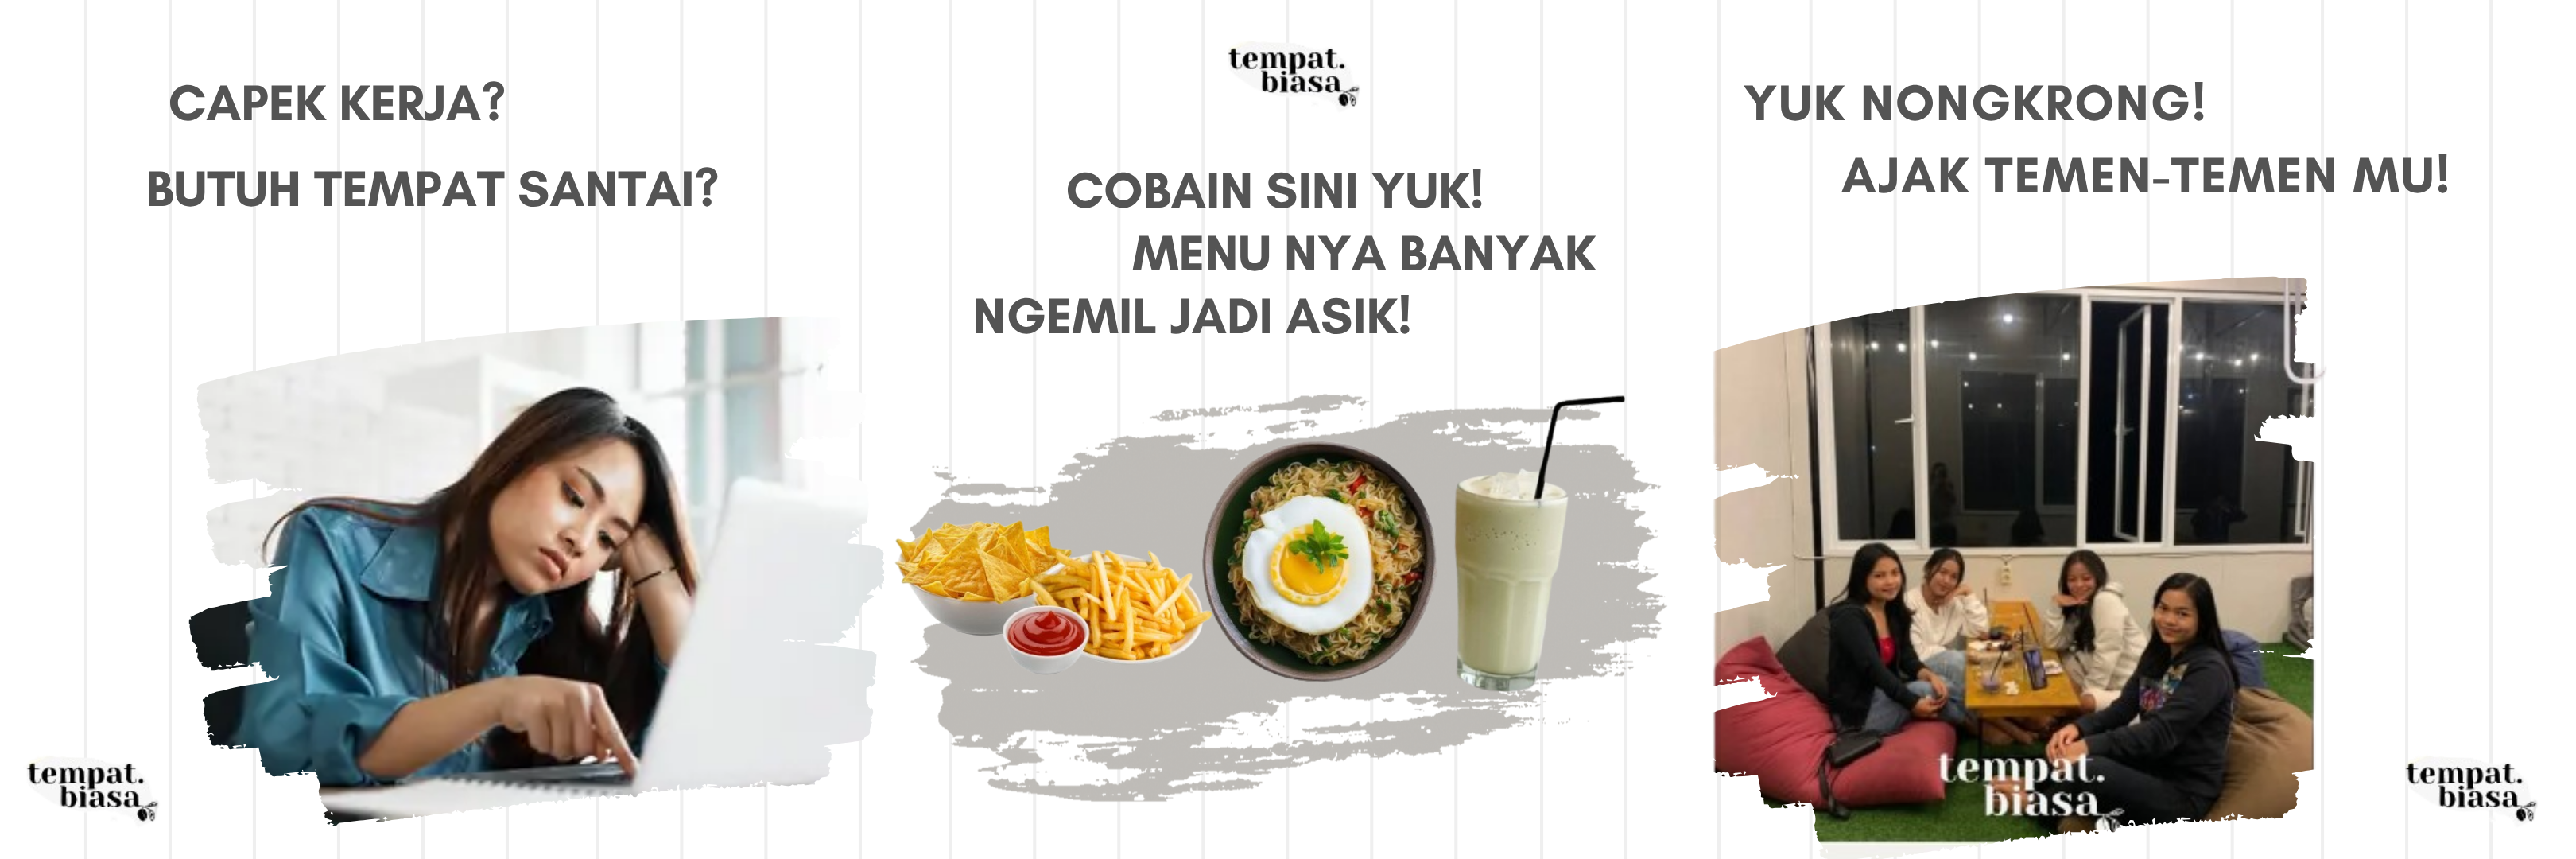 CAPEK KERJA?
BUTUH TEMPAT SANTAI?
tempat.
biasa
tempat.
biasa
COBAIN SINI YUK!
MENU NYA BANYAK
NGEMIL JADI ASIK!
YUK NONGKRONG!
AJAK TEMEN-TEMEN MU!
tempat.
biasa
tempat.
biasa